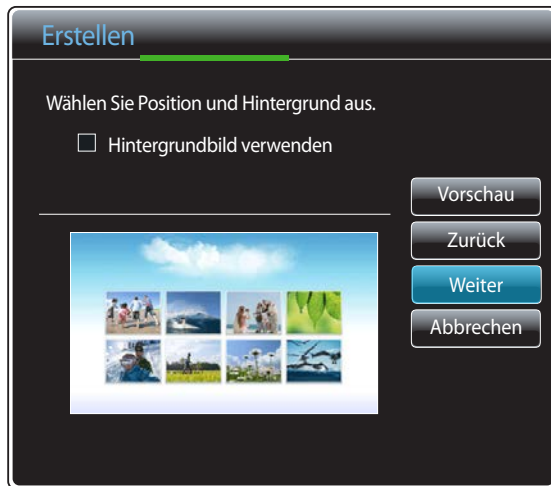 Erstellen
Wählen Sie Position und Hintergrund aus.
Hintergrundbild verwenden
Vorschau
Zurück
Weiter
Abbrechen